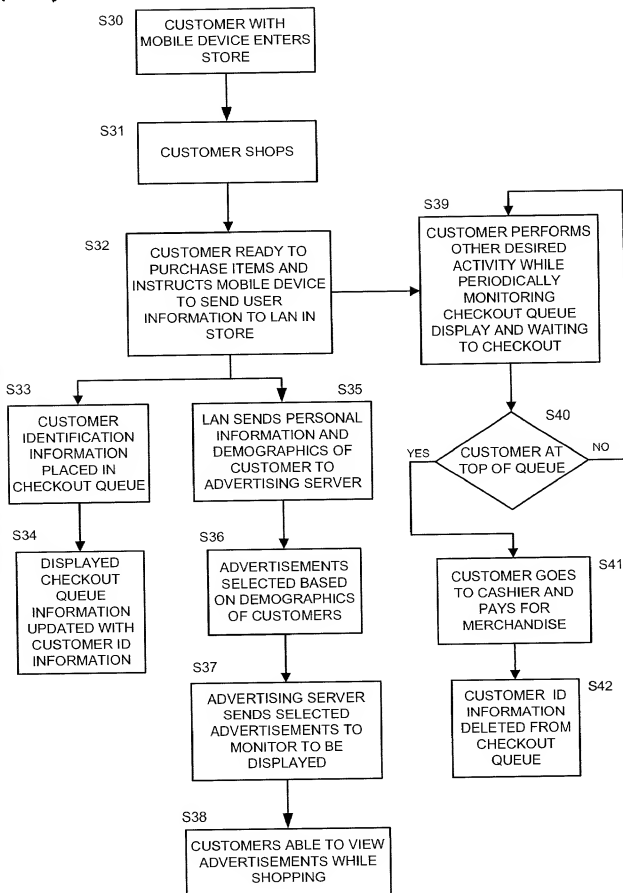 S30
CUSTOMER WITH
MOBILE DEVICE ENTERS
STORE
S31
CUSTOMER SHOPS
S32
CUSTOMER READY TO
PURCHASE ITEMS AND
INSTRUCTS MOBILE DEVICE
TO SEND USER
INFORMATION TO LAN IN
STORE
S33
CUSTOMER
IDENTIFICATION
INFORMATION
PLACED IN
CHECKOUT QUEUE
S34
DISPLAYED
CHECKOUT
QUEUE
INFORMATION
UPDATED WITH
CUSTOMER ID
INFORMATION
S35
LAN SENDS PERSONAL
INFORMATION AND
DEMOGRAPHICS OF
CUSTOMER TO
ADVERTISING SERVER
S36
ADVERTISEMENTS
SELECTED BASED
ON DEMOGRAPHICS
OF CUSTOMERS
S37
ADVERTISING SERVER
SENDS SELECTED
ADVERTISEMENTS TO
MONITOR TO BE
DISPLAYED
S38
CUSTOMERS ABLE TO VIEW
ADVERTISEMENTS WHILE
SHOPPING
S39
CUSTOMER PERFORMS
OTHER DESIRED
ACTIVITY WHILE
PERIODICALLY
MONITORING
CHECKOUT QUEUE
DISPLAY AND WAITING
TO CHECKOUT
S40
CUSTOMER AT
TOP OF QUEUE
YES
NO
S41
CUSTOMER GOES
TO CASHIER AND
PAYS FOR
MERCHANDISE
S42
CUSTOMER ID
INFORMATION
DELETED FROM
CHECKOUT
QUEUE